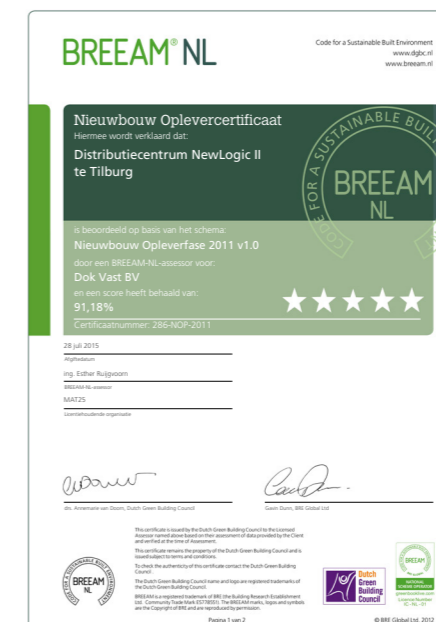 BREEAM® NL
Code for a Sustainable Built Environment
www.dgbc.nl
www.breeam.nl
Nieuwbouw Oplevercertificaat
Hiermee wordt verklaard dat:
Distributiecentrum NewLogic II
te Tilburg
CODE FOR A SUSTAINABLE BUIL
BREEAM
NL
is beoordeeld op basis van het schema:
Nieuwbouw Opleverfase 2011 v1.0
door een BREEAM-NL-assessor voor:
Dok Vast BV
en een score heeft behaald van:
91,18%
Certificaatnummer: 286-NOP-2011
28 juli 2015
Afgiftedatum
ing. Esther Ruijgvoorn
BREEAM-NL-assessor
MAT25
Licentiehoudende organisatie
drs. Annemarie van Doorn, Dutch Green Building Council
Gavin Dunn, BRE Global Ltd
This certificate is issued by the Dutch Green Building Council to the Licensed
Assessor named above based on their assessment of data provided by the Client
and verified at the time of Assessment.
This certificate remains the property of the Dutch Green Building Council and is
issued subject to terms and conditions.
To check the authenticity of this certificate contact the Dutch Green Building
Council.
The Dutch Green Building Council name and logo are registered trademarks of
the Dutch Green Building Council.
BREEAM is a registered trademark of BRE (the Building Research Establishment
Ltd. Community Trade Mark E5778551). The BREEAM marks, logos and symbols
are the Copyright of BRE and are reproduced by permission.
BREEAM
NL
Dutch
Green
Building
Council
BREEAM
NATIONAL
SCHEME OPERATOR
greenbooklive.com
Licence Number
IC - NL - 01
Pagina 1 van 2
© BRE Global Ltd. 2012